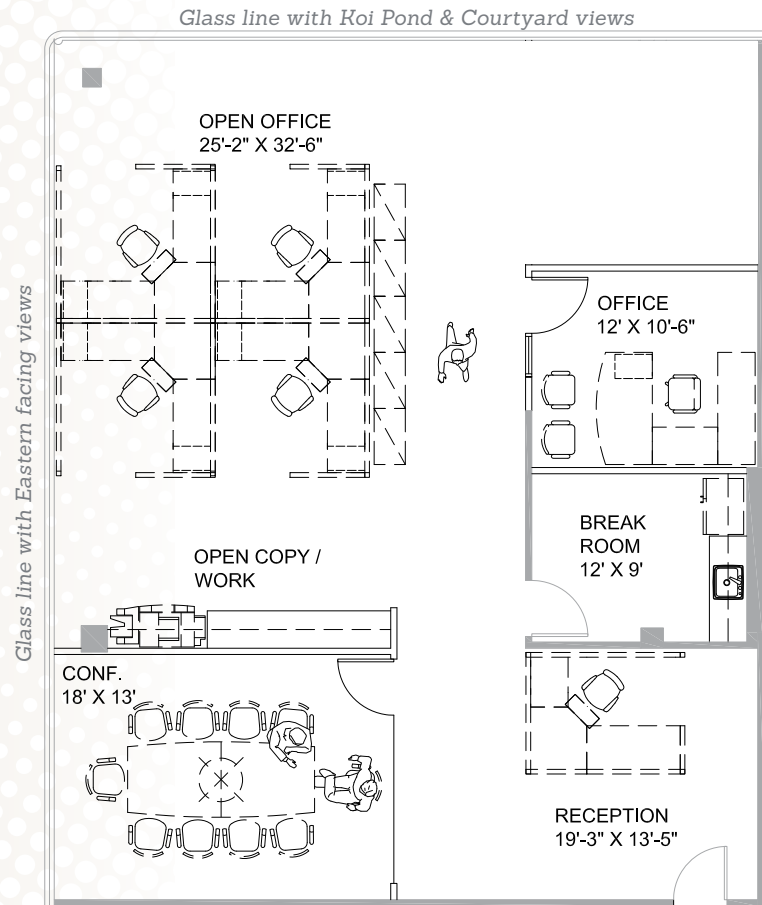 Glass line with Koi Pond & Courtyard views
OPEN OFFICE
25'-2" X 32'-6"
Glass line with Eastern facing views
OFFICE
12' X 10'-6"
BREAK
ROOM
12' X 9'
OPEN COPY /
WORK
CONF.
18' X 13'
RECEPTION
19'-3" X 13'-5"